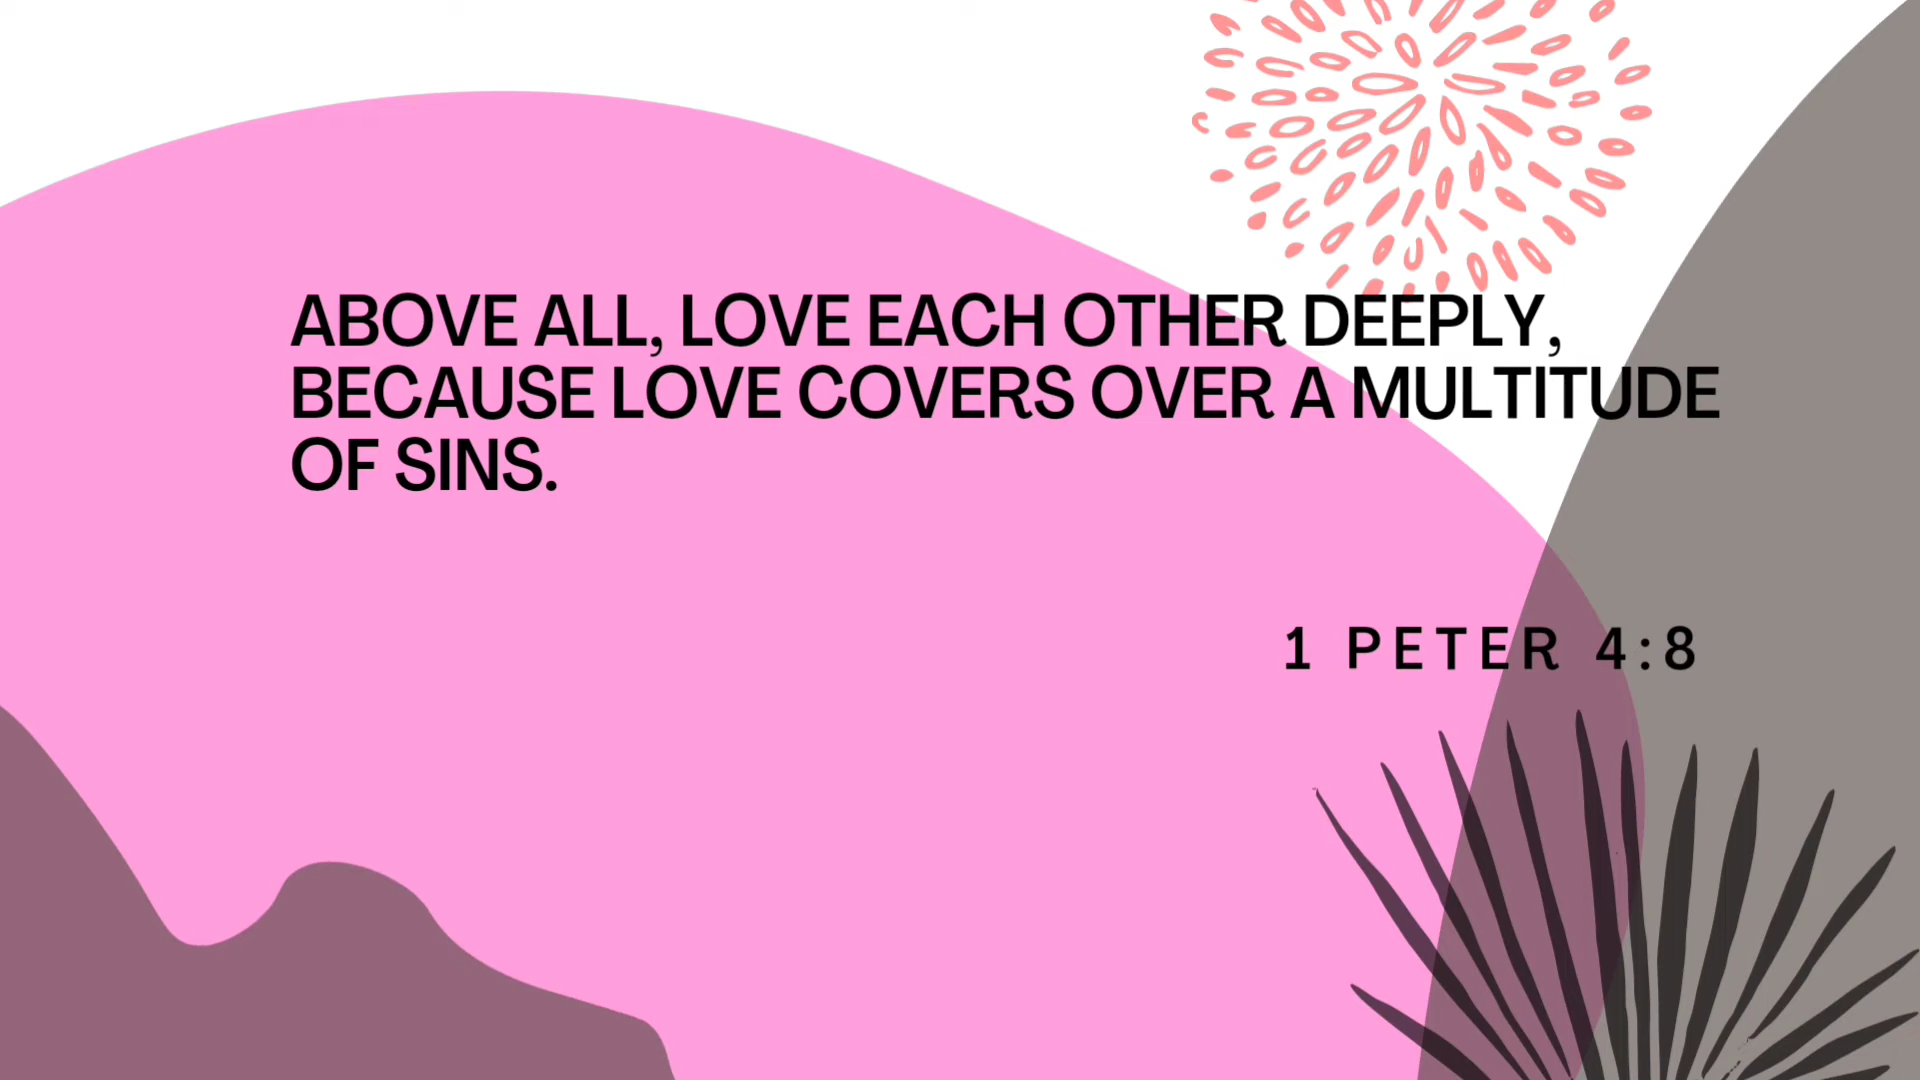 ABOVE ALL, LOVE EACH OTHER DEEPLY,
BECAUSE LOVE COVERS OVER A MULTITUDE
OF SINS.
1 PETER 4:8